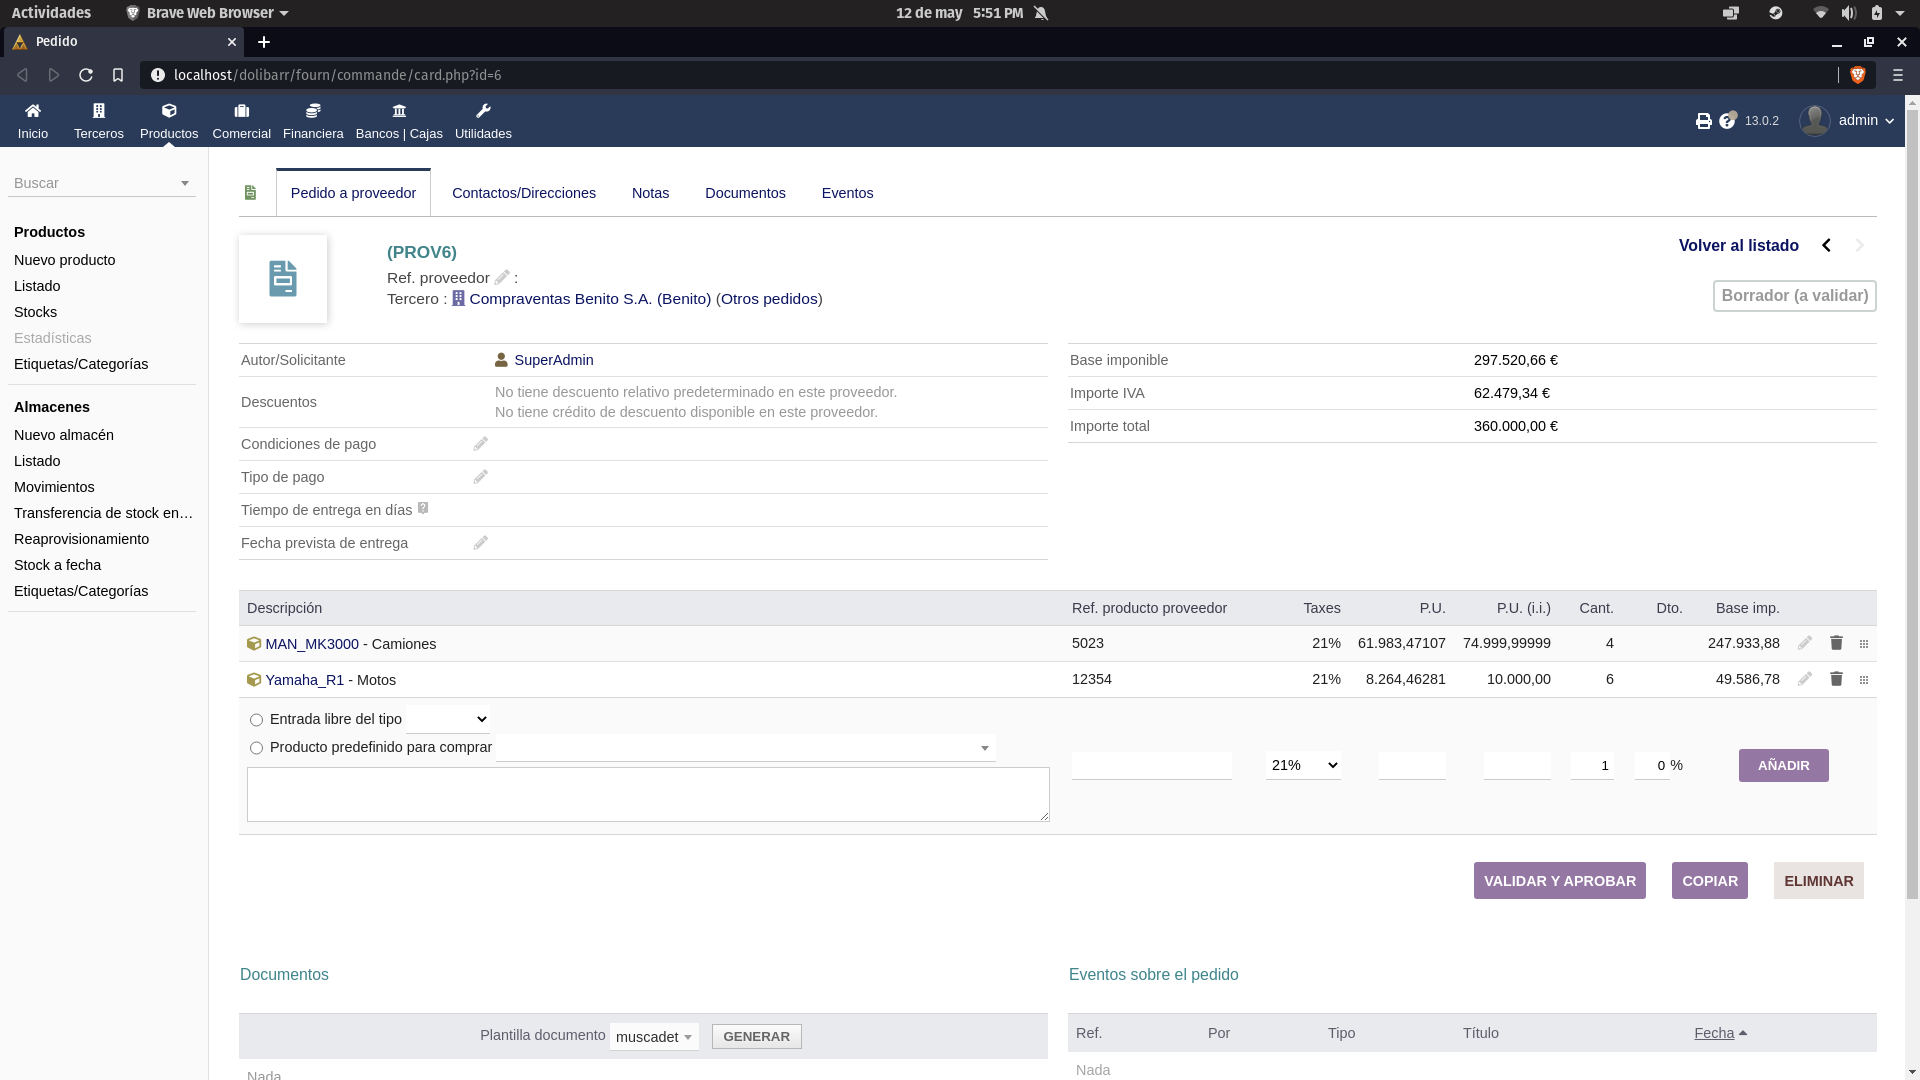 Actividades
Brave Web Browser
12 de may 5:51 PM
Pedido
localhost/dolibarr/fourn/commande/card.php?id=6
Inicio
Terceros
Productos
Comercial
Financiera
Bancos | Cajas
Utilidades
13.0.2
admin
Buscar
Productos
Nuevo producto
Listado
Stocks
Estadísticas
Etiquetas/Categorías
Almacenes
Nuevo almacén
Listado
Movimientos
Transferencia de stock en…
Reaprovisionamiento
Stock a fecha
Etiquetas/Categorías
Pedido a proveedor
Contactos/Direcciones
Notas
Documentos
Eventos
(PROV6)
Ref. proveedor :
Tercero : Compraventas Benito S.A. (Benito) (Otros pedidos)
Volver al listado
Borrador (a validar)
Autor/Solicitante SuperAdmin
Descuentos
No tiene descuento relativo predeterminado en este proveedor.
No tiene crédito de descuento disponible en este proveedor.
Condiciones de pago
Tipo de pago
Tiempo de entrega en días
Fecha prevista de entrega
Base imponible 297.520,66 €
Importe IVA 62.479,34 €
Importe total 360.000,00 €
Descripción Ref. producto proveedor Taxes P.U. P.U. (i.i.) Cant. Dto. Base imp.
MAN_MK3000 - Camiones 5023 21% 61.983,47107 74.999,99999 4 247.933,88
Yamaha_R1 - Motos 12354 21% 8.264,46281 10.000,00 6 49.586,78
Entrada libre del tipo
Producto predefinido para comprar
21% 1 0 % AÑADIR
VALIDAR Y APROBAR COPIAR ELIMINAR
Documentos
Plantilla documento muscadet GENERAR
Nada
Eventos sobre el pedido
Ref. Por Tipo Título Fecha
Nada